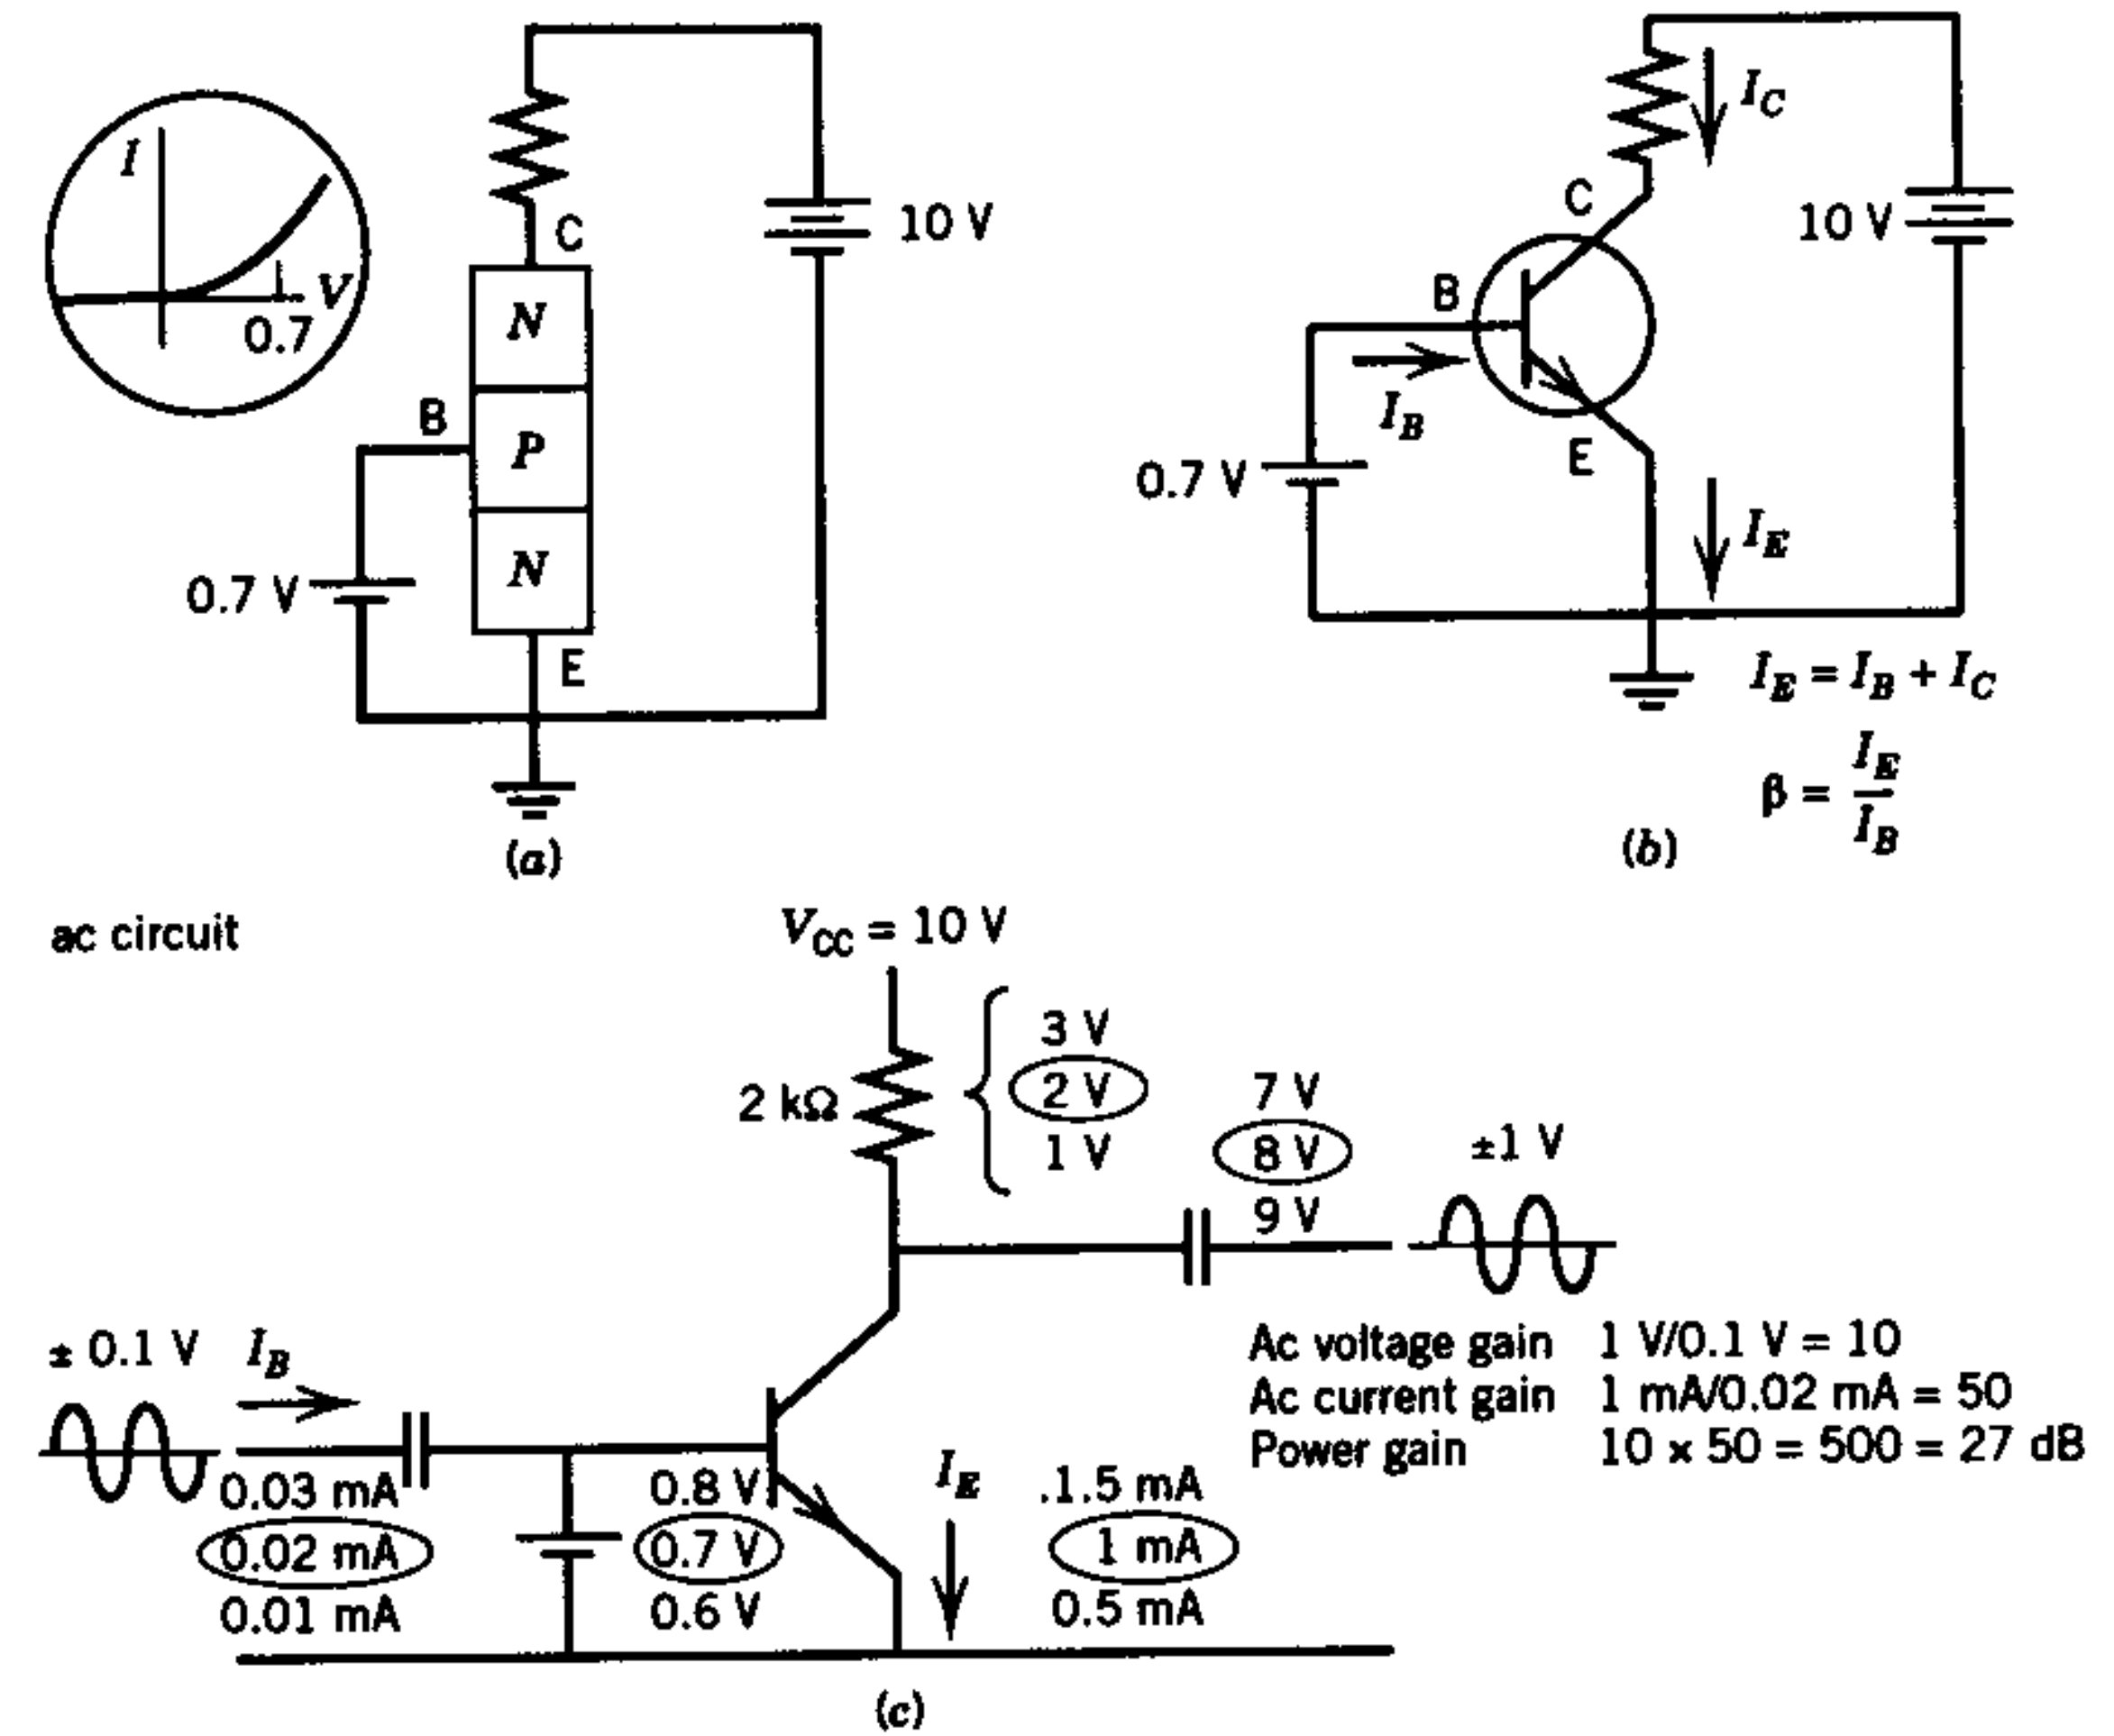 I
V
0.7
C
10 V
N
B
P
N
0.7 V
E
(a)
I_C
C
10 V
B
I_B
E
0.7 V
I_E
I_E = I_B + I_C
β = I_E / I_B
(b)
ac circuit
V_CC = 10 V
3 V
2 kΩ
2 V
1 V
7 V
8 V
9 V
±1 V
± 0.1 V
I_B
Ac voltage gain 1 V/0.1 V = 10
Ac current gain 1 mA/0.02 mA = 50
Power gain 10 x 50 = 500 = 27 dB
0.03 mA
0.02 mA
0.01 mA
0.8 V
0.7 V
0.6 V
I_E
.1.5 mA
1 mA
0.5 mA
(c)